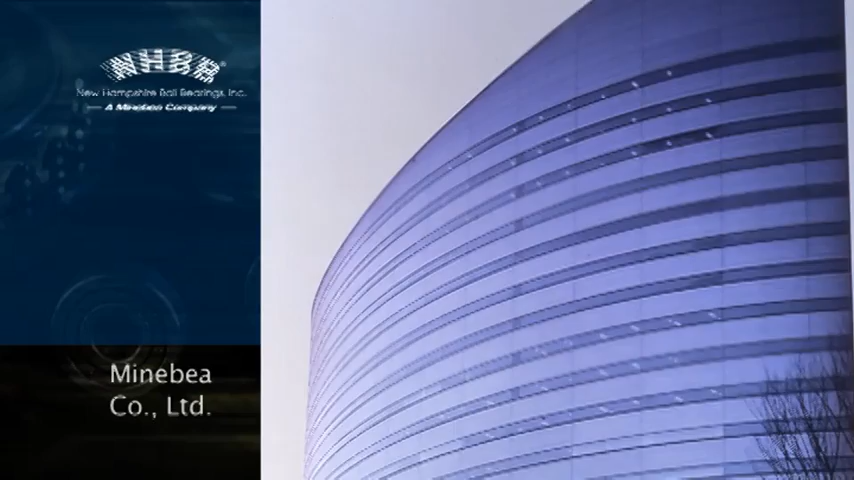 NHBB®
New Hampshire Ball Bearings, Inc.
A Minebea Company
Minebea
Co., Ltd.